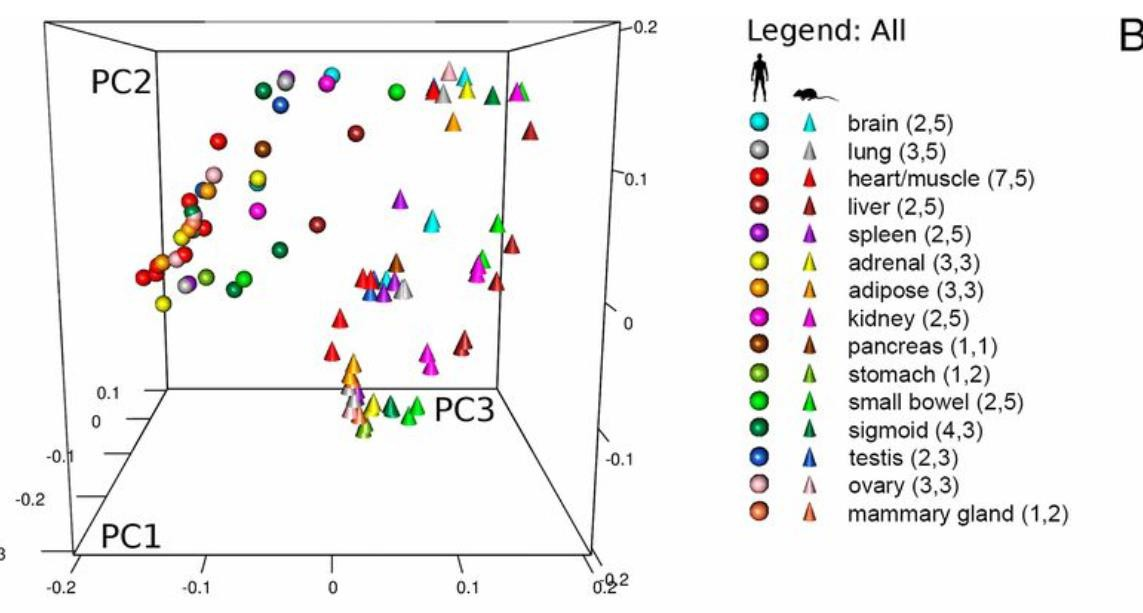 Legend: All
B
PC2
0.2
0.1
0
-0.1
-0.2
0.1
0
-0.1
-0.2
3
PC3
PC1
-0.2
-0.1
0
0.1
0.2
brain (2,5)
lung (3,5)
heart/muscle (7,5)
liver (2,5)
spleen (2,5)
adrenal (3,3)
adipose (3,3)
kidney (2,5)
pancreas (1,1)
stomach (1,2)
small bowel (2,5)
sigmoid (4,3)
testis (2,3)
ovary (3,3)
mammary gland (1,2)